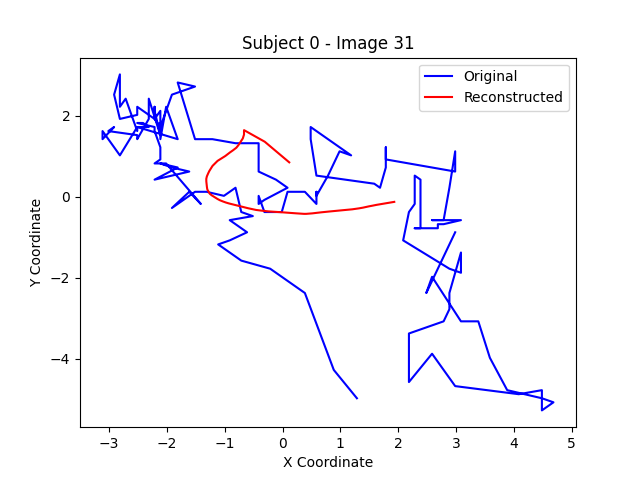 Subject 0 - Image 31
Original
Reconstructed
2
0
−2
−4
Y Coordinate
−3 −2 −1 0 1 2 3 4 5
X Coordinate